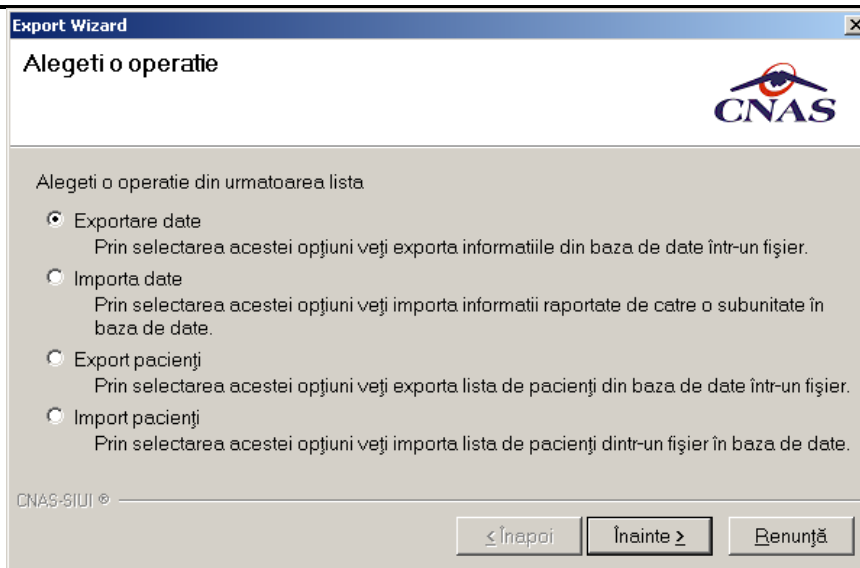 Export Wizard
Alegeti o operatie
CNAS
Alegeti o operatie din urmatoarea lista
Exportare date
Prin selectarea acestei opţiuni veţi exporta informatiile din baza de date într-un fişier.
Importa date
Prin selectarea acestei opţiuni veţi importa informatii raportate de catre o subunitate în
baza de date.
Export pacienţi
Prin selectarea acestei opţiuni veţi exporta lista de pacienţi din baza de date într-un fişier.
Import pacienţi
Prin selectarea acestei opţiuni veţi importa lista de pacienţi dintr-un fişier în baza de date.
CNAS-SIUI ®
< Înapoi
Înainte >
Renunţă